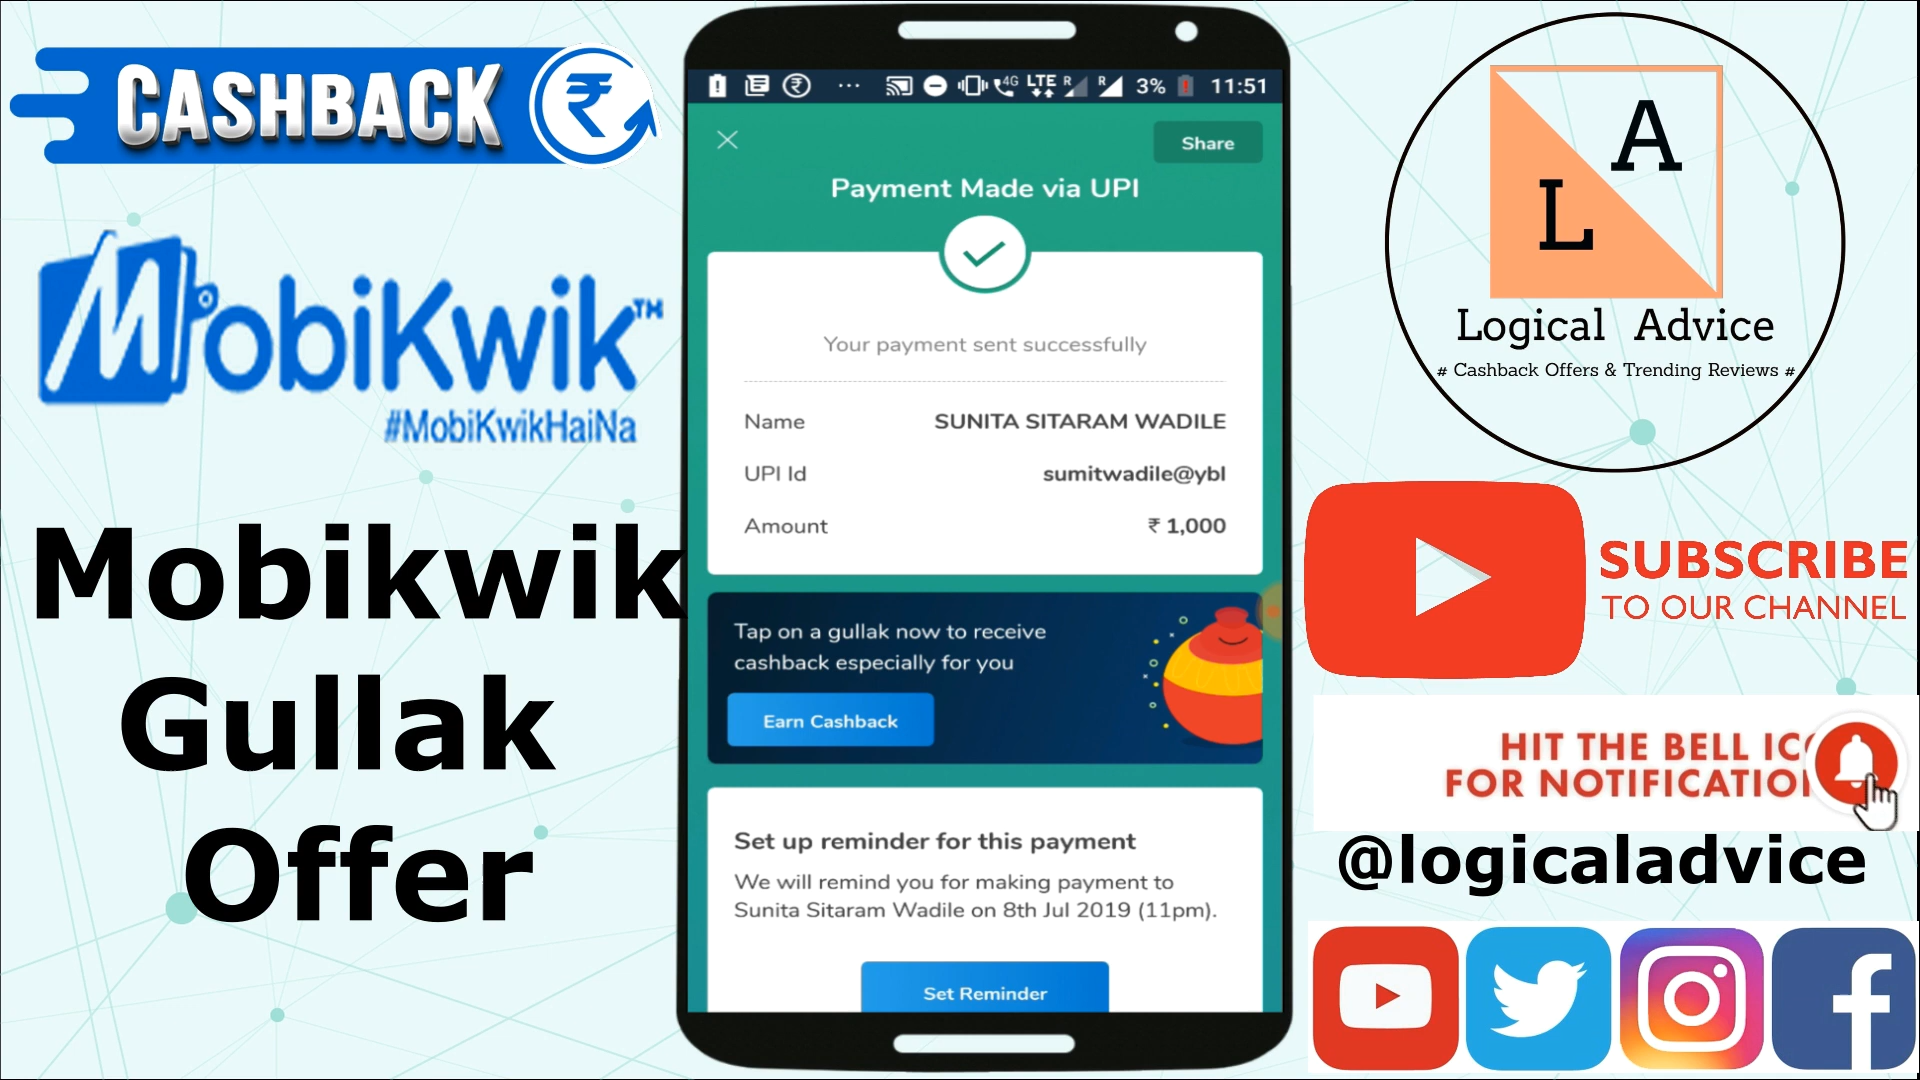 CASHBACK ₹
MobiKwik™
#MobiKwikHaiNa
Mobikwik
Gullak
Offer
4G LTE R R 3% 11:51
Share
Payment Made via UPI
Your payment sent successfully
Name SUNITA SITARAM WADILE
UPI Id sumitwadile@ybl
Amount ₹ 1,000
Tap on a gullak now to receive
cashback especially for you
Earn Cashback
Set up reminder for this payment
We will remind you for making payment to
Sunita Sitaram Wadile on 8th Jul 2019 (11pm).
Set Reminder
A
L
Logical Advice
# Cashback Offers & Trending Reviews #
SUBSCRIBE
TO OUR CHANNEL
HIT THE BELL IC
FOR NOTIFICATION
@logicaladvice